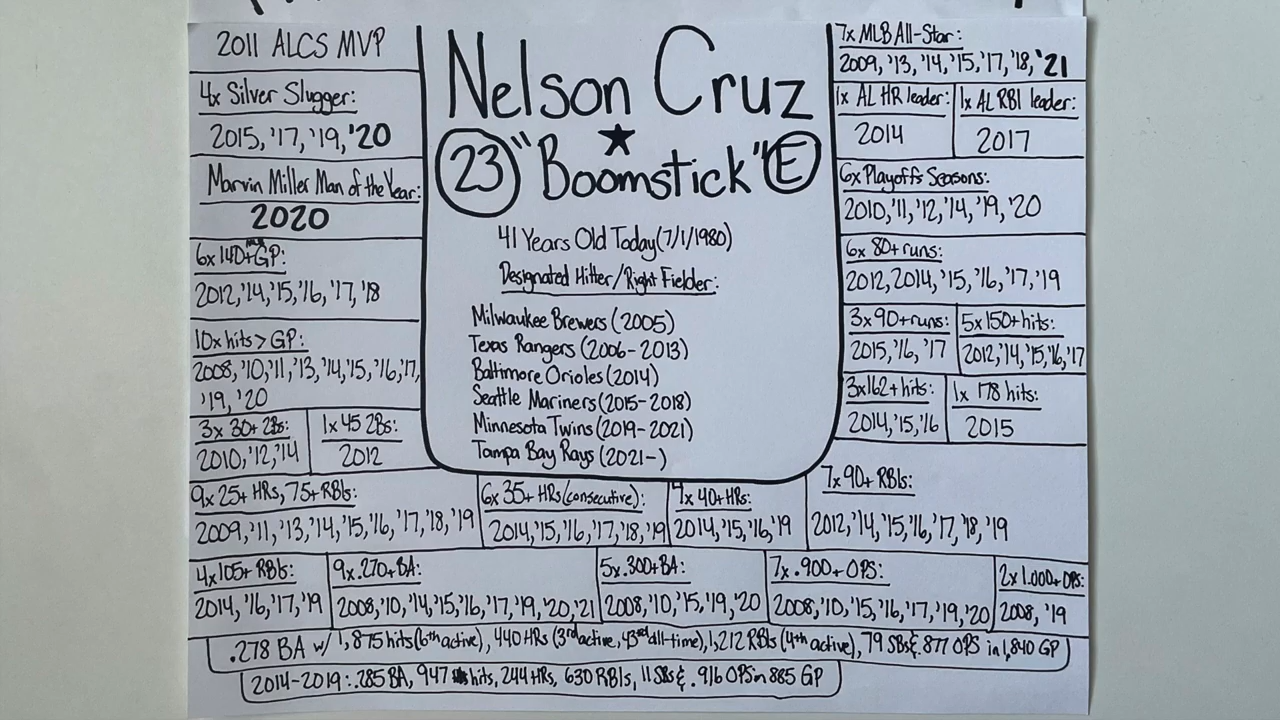 2011 ALCS MVP
4x Silver Slugger:
2015, '17, '19, '20
Marvin Miller Man of the Year:
2020
6x 140+ GP:
2012, '14, '15, '16, '17, '18
10x hits > GP:
2008, '10, '11, '13, '14, '15, '16, '17,
'19, '20
3x 30+ 2Bs:
2010, '12, '14
1x 45 2Bs:
2012
Nelson Cruz
★
23 "Boomstick" E
41 Years Old Today (7/1/1980)
Designated Hitter/Right Fielder:
Milwaukee Brewers (2005)
Texas Rangers (2006-2013)
Baltimore Orioles (2014)
Seattle Mariners (2015-2018)
Minnesota Twins (2019-2021)
Tampa Bay Rays (2021-)
7x MLB All-Star:
2009, '13, '14, '15, '17, '18, '21
1x AL HR leader:
2014
1x AL RBI leader:
2017
6x Playoffs Seasons:
2010, '11, '12, '14, '19, '20
6x 80+ runs:
2012, 2014, '15, '16, '17, '19
3x 90+ runs:
2015, '16, '17
5x 150+ hits:
2012, '14, '15, '16, '17
3x 162+ hits:
2014, '15, '16
1x 178 hits:
2015
9x 25+ HRs, 75+ RBIs:
2009, '11, '13, '14, '15, '16, '17, '18, '19
6x 35+ HRs (consecutive):
2014, '15, '16, '17, '18, '19
4x 40+ HRs:
2014, '15, '16, '19
7x 90+ RBIs:
2012, '14, '15, '16, '17, '18, '19
4x 105+ RBIs:
2014, '16, '17, '19
9x .270+ BA:
2008, '10, '14, '15, '16, '17, '19, '20, '21
5x .300+ BA:
2008, '10, '15, '19, '20
7x .900+ OPS:
2008, '10, '15, '16, '17, '19, '20
2x 1.000+ OPS:
2008, '19
.278 BA w/ 1,875 hits (6th active), 440 HRs (3rd active, 43rd all-time), 1,212 RBIs (4th active), 79 SBs & .877 OPS in 1,840 GP
2014-2019: .285 BA, 947 hits, 244 HRs, 630 RBIs, 11 SBs & .916 OPS in 885 GP